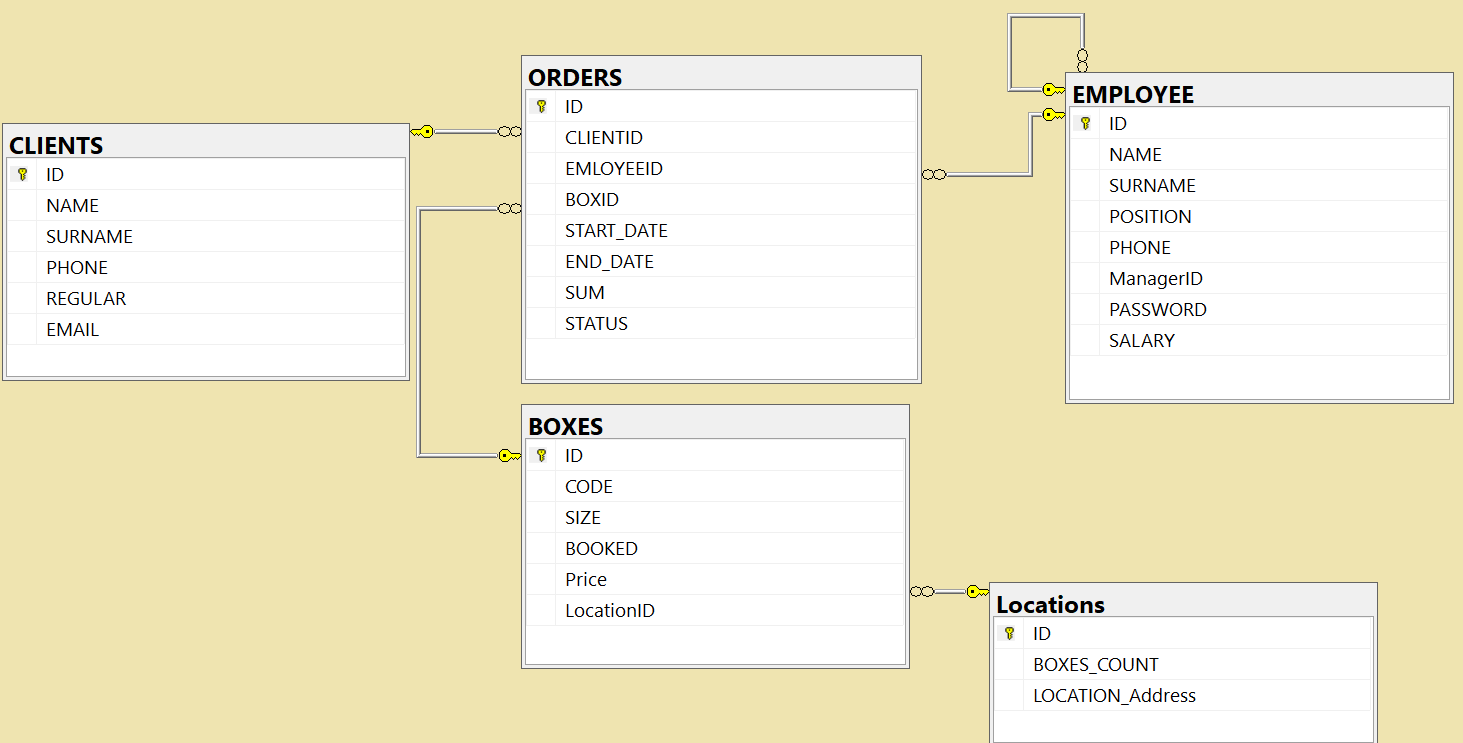 CLIENTS
ID
NAME
SURNAME
PHONE
REGULAR
EMAIL
ORDERS
ID
CLIENTID
EMLOYEEID
BOXID
START_DATE
END_DATE
SUM
STATUS
EMPLOYEE
ID
NAME
SURNAME
POSITION
PHONE
ManagerID
PASSWORD
SALARY
BOXES
ID
CODE
SIZE
BOOKED
Price
LocationID
Locations
ID
BOXES_COUNT
LOCATION_Address